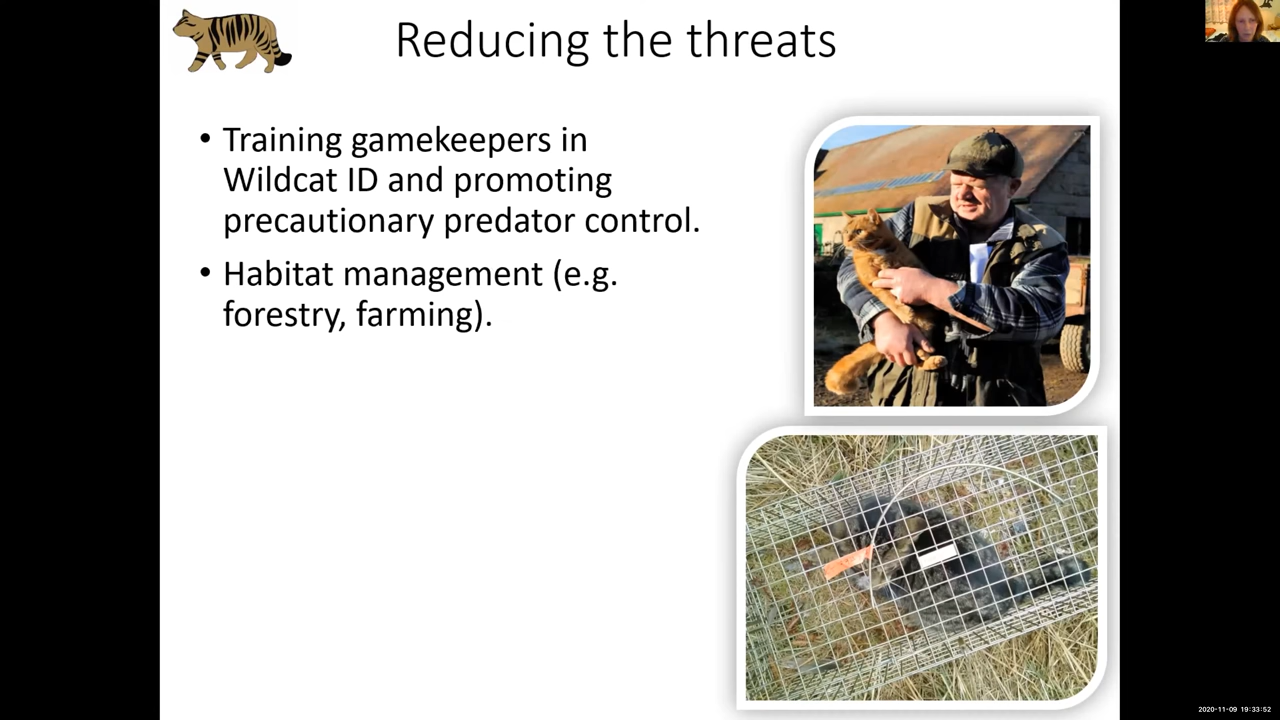 Reducing the threats
• Training gamekeepers in
Wildcat ID and promoting
precautionary predator control.
• Habitat management (e.g.
forestry, farming).
2020-11-09 19:33:52